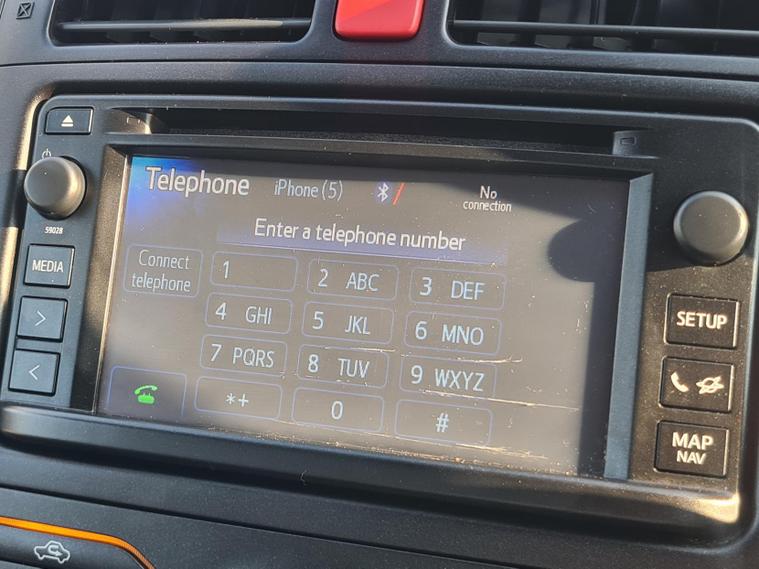 Telephone iPhone (5) No connection
Enter a telephone number
59028
MEDIA
Connect telephone
1
2 ABC
3 DEF
4 GHI
5 JKL
6 MNO
7 PQRS
8 TUV
9 WXYZ
*+
0
#
SETUP
MAP
NAV